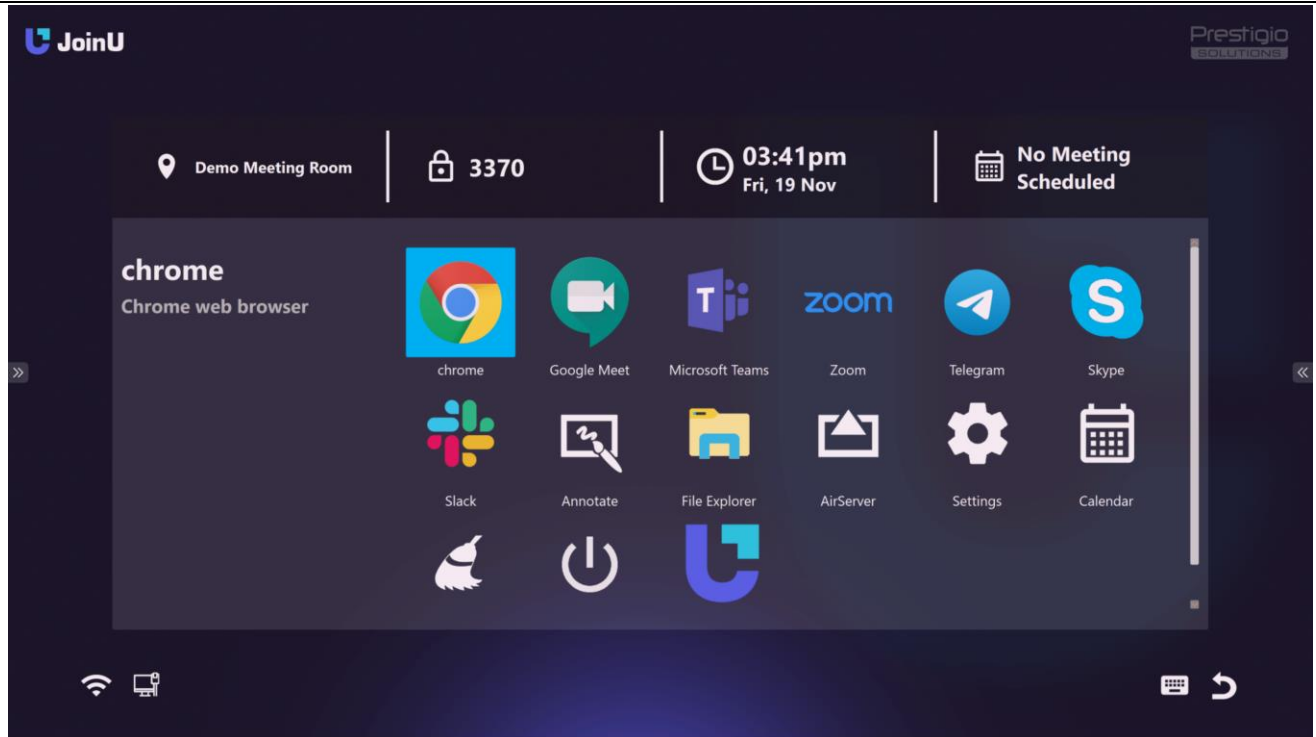 JoinU
Prestigio
SOLUTIONS
Demo Meeting Room
3370
03:41pm
Fri, 19 Nov
No Meeting
Scheduled
chrome
Chrome web browser
T
zoom
S
chrome Google Meet Microsoft Teams Zoom Telegram Skype
Slack Annotate File Explorer AirServer Settings Calendar